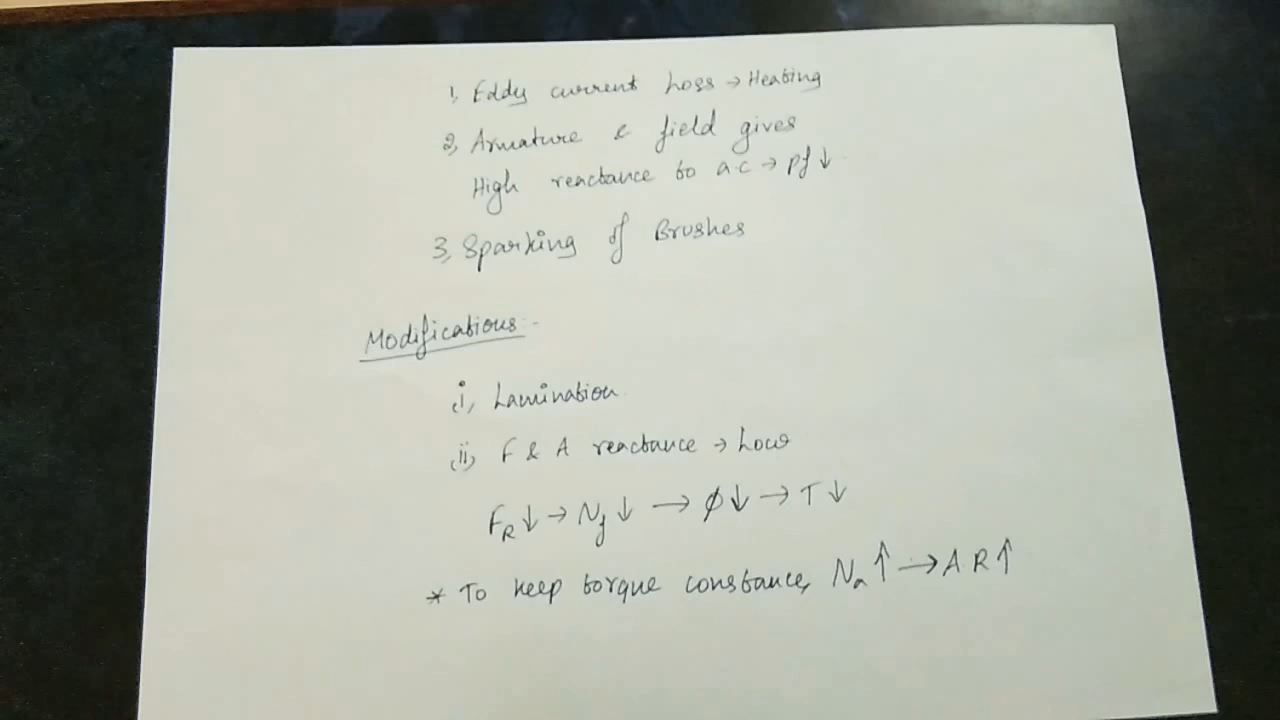 1, Eddy current Loss → Heating
2, Armature & field gives
High reactance to a.c → pf ↓
3, Sparking of Brushes
Modifications:-
(i, Lamination
(ii) F & A reactance → Low
F_R ↓ → N_f ↓ → φ ↓ → T ↓
* To keep torque constance, N_a ↑ → A R ↑